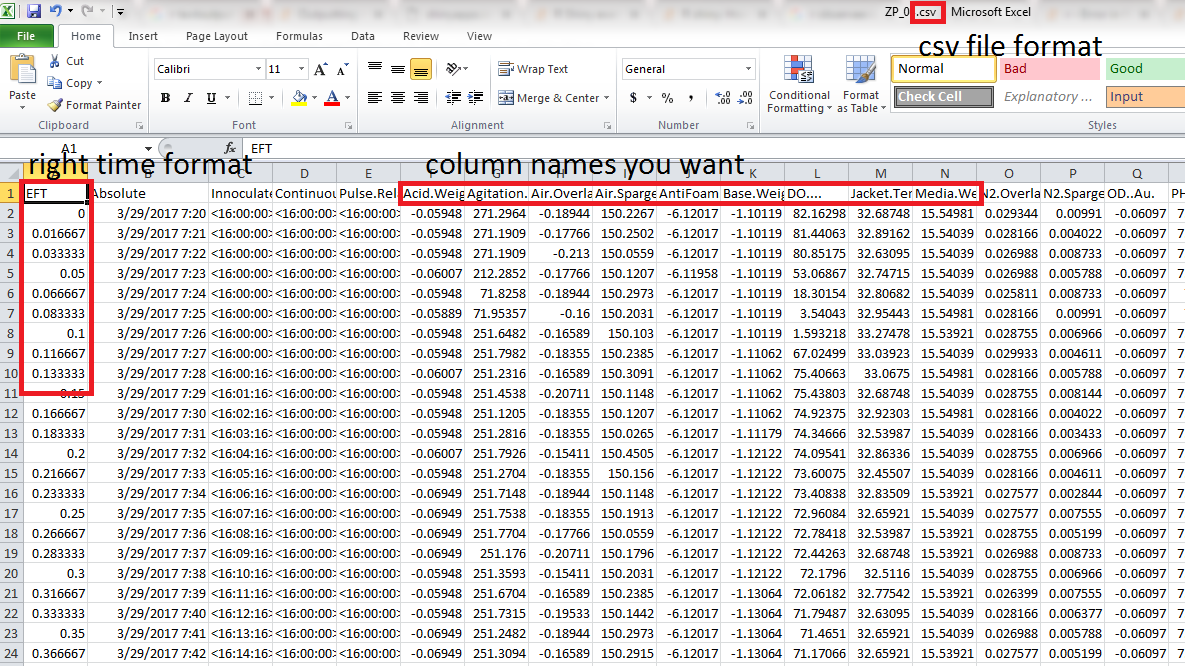 ZP_0 .csv Microsoft Excel
File Home Insert Page Layout Formulas Data Review View
csv file format
Paste Cut Calibri 11 Wrap Text General Conditional Formatting Format as Table Normal Bad Good
Copy
Format Painter B I U Merge & Center $ % , Check Cell Explanatory ... Input
Clipboard Font Alignment Number Styles
A1 fx EFT
right time format column names you want
G I K L M N O P Q
1 EFT Absolute Innoculate Continuou Pulse.Rel Acid.Weig Agitation. Air.Overla Air.Sparge AntiFoam Base.Weig DO.... Jacket.Ter Media.We N2.Overla N2.Sparge OD..Au. PH
2 0 3/29/2017 7:20 <16:00:00> <16:00:00> <16:00:00> -0.05948 271.2964 -0.18944 150.2267 -6.12017 -1.10119 82.16298 32.68748 15.54981 0.029344 0.00991 -0.06097 7
3 0.016667 3/29/2017 7:21 <16:00:00> <16:00:00> <16:00:00> -0.05948 271.1909 -0.17766 150.2502 -6.12017 -1.10119 81.44063 32.89162 15.54039 0.028166 0.004022 -0.06097 7
4 0.033333 3/29/2017 7:22 <16:00:00> <16:00:00> <16:00:00> -0.05948 271.1909 -0.213 150.0559 -6.12017 -1.10119 80.85175 32.63095 15.54039 0.026988 0.008733 -0.06097 7
5 0.05 3/29/2017 7:23 <16:00:00> <16:00:00> <16:00:00> -0.06007 212.2852 -0.17766 150.1207 -6.11958 -1.10119 53.06867 32.74715 15.54039 0.026988 0.005788 -0.06097 7
6 0.066667 3/29/2017 7:24 <16:00:00> <16:00:00> <16:00:00> -0.05948 71.8258 -0.18944 150.2973 -6.12017 -1.10119 18.30154 32.80682 15.54039 0.025811 0.008733 -0.06097 7
7 0.083333 3/29/2017 7:25 <16:00:00> <16:00:00> <16:00:00> -0.05889 71.95357 -0.16 150.2031 -6.12017 -1.10119 3.54043 32.95443 15.54981 0.028166 0.00991 -0.06097 7
8 0.1 3/29/2017 7:26 <16:00:00> <16:00:00> <16:00:00> -0.05948 251.6482 -0.16589 150.103 -6.12017 -1.10119 1.593218 33.27478 15.53921 0.028755 0.006966 -0.06097 7
9 0.116667 3/29/2017 7:27 <16:00:00> <16:00:00> <16:00:00> -0.05948 251.7982 -0.18355 150.2385 -6.12017 -1.11062 67.02499 33.03923 15.54039 0.029933 0.004611 -0.06097 7
10 0.133333 3/29/2017 7:28 <16:00:16> <16:00:00> <16:00:00> -0.06007 251.2316 -0.16589 150.3091 -6.12017 -1.11062 75.40663 33.0675 15.54039 0.028166 0.005788 -0.06097 7
11 0.15 3/29/2017 7:29 <16:01:16> <16:00:00> <16:00:00> -0.05948 251.4538 -0.20711 150.1148 -6.12017 -1.11062 75.43803 32.68748 15.54039 0.028755 0.008144 -0.06097 7
12 0.166667 3/29/2017 7:30 <16:02:16> <16:00:00> <16:00:00> -0.05948 251.1205 -0.18355 150.1207 -6.12017 -1.11062 74.92375 32.92303 15.54981 0.028166 0.004022 -0.06097 7
13 0.183333 3/29/2017 7:31 <16:03:16> <16:00:00> <16:00:00> -0.05948 251.2816 -0.18355 150.0265 -6.12017 -1.11179 74.34666 32.53987 15.54039 0.028166 0.003433 -0.06097 7
14 0.2 3/29/2017 7:32 <16:04:16> <16:00:00> <16:00:00> -0.06007 251.7926 -0.15411 150.4505 -6.12017 -1.12122 74.09541 32.86336 15.54039 0.028755 0.005788 -0.06097 7
15 0.216667 3/29/2017 7:33 <16:05:16> <16:00:00> <16:00:00> -0.05948 251.2704 -0.18355 150.156 -6.12017 -1.12122 73.60075 32.45507 15.54039 0.028166 0.004611 -0.06097 7
16 0.233333 3/29/2017 7:34 <16:06:16> <16:00:00> <16:00:00> -0.06949 251.7148 -0.18944 150.1148 -6.12017 -1.12122 73.40838 32.83509 15.53921 0.027577 0.002844 -0.06097 7
17 0.25 3/29/2017 7:35 <16:07:16> <16:00:00> <16:00:00> -0.06949 251.7538 -0.18355 150.1913 -6.12017 -1.12122 72.96084 32.65921 15.53921 0.027577 0.005788 -0.06097 7
18 0.266667 3/29/2017 7:36 <16:08:16> <16:00:00> <16:00:00> -0.06949 251.7704 -0.17766 150.0559 -6.12017 -1.12122 72.78418 32.53987 15.53921 0.027577 0.005199 -0.06097 7
19 0.283333 3/29/2017 7:37 <16:09:16> <16:00:00> <16:00:00> -0.06949 251.176 -0.20711 150.1796 -6.12017 -1.12122 72.44263 32.68748 15.53921 0.026988 0.008733 -0.06097 7
20 0.3 3/29/2017 7:38 <16:10:16> <16:00:00> <16:00:00> -0.06949 251.3593 -0.15411 150.2031 -6.12017 -1.12122 72.1796 32.5116 15.54039 0.028755 0.006966 -0.06097 7
21 0.316667 3/29/2017 7:39 <16:11:16> <16:00:00> <16:00:00> -0.06949 251.6704 -0.16589 150.2385 -6.12017 -1.13064 72.06182 32.77542 15.53921 0.026399 0.007555 -0.06097 7
22 0.333333 3/29/2017 7:40 <16:12:16> <16:00:00> <16:00:00> -0.06949 251.7315 -0.19533 150.1442 -6.12017 -1.13064 71.79487 32.63095 15.54039 0.028166 0.006377 -0.06097 7
23 0.35 3/29/2017 7:41 <16:13:16> <16:00:00> <16:00:00> -0.06949 251.2482 -0.18944 150.2973 -6.12017 -1.13064 71.4651 32.65921 15.54039 0.026988 0.005788 -0.06097 7
24 0.366667 3/29/2017 7:42 <16:14:16> <16:00:00> <16:00:00> -0.06949 251.3094 -0.16589 150.2915 -6.12017 -1.13064 71.17066 32.65921 15.54039 0.028755 0.005199 -0.06097 7